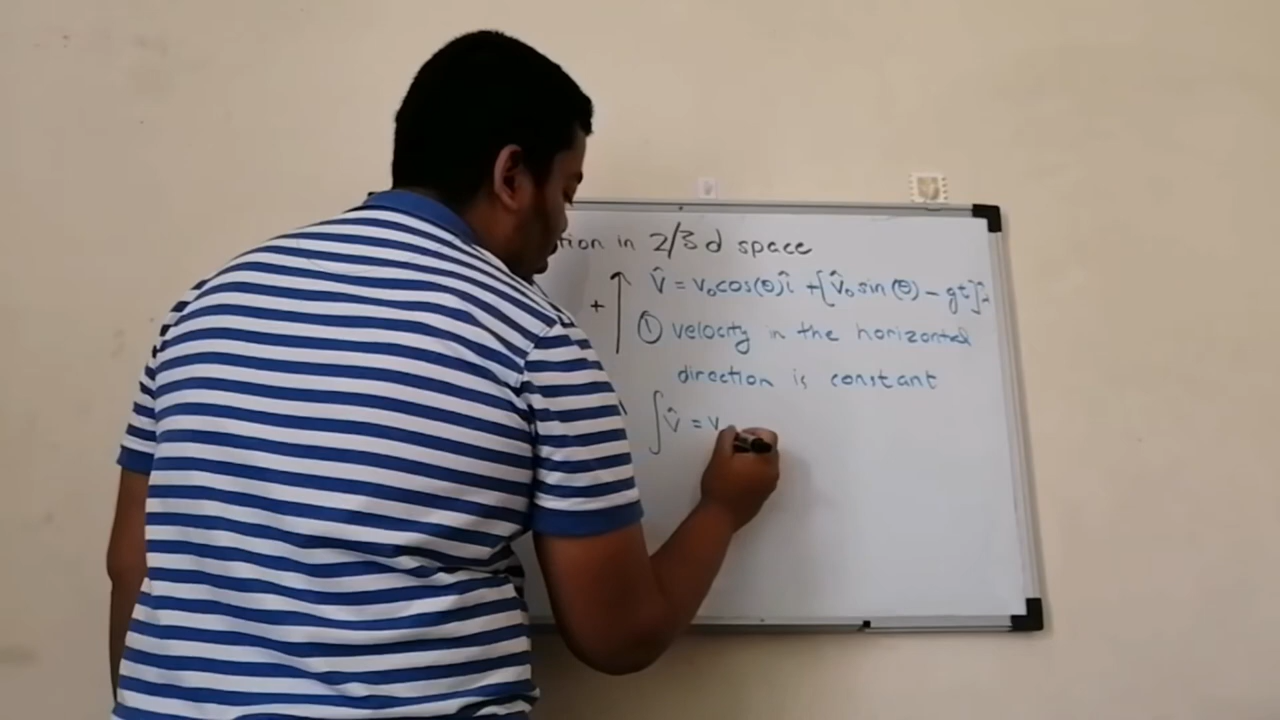 tion in 2/3d space
+ v̂ = v₀cos(θ)î + [v̂₀sin(θ) - gt]ĵ
① velocity in the horizontal
direction is constant
∫v̂ = v